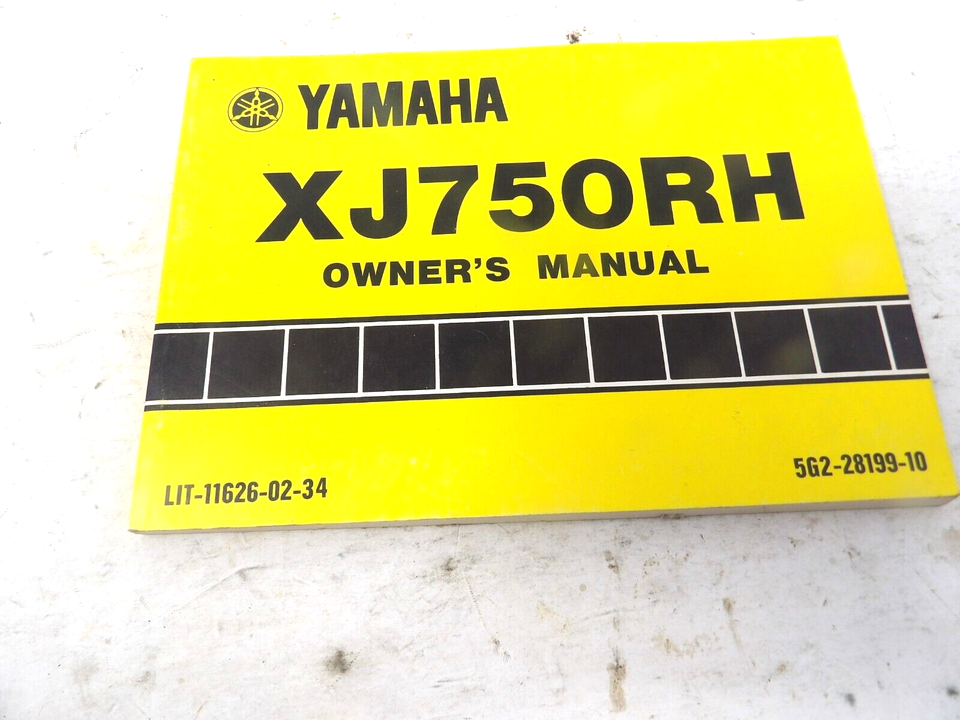 YAMAHA
XJ750RH
OWNER'S MANUAL
LIT-11626-02-34
5G2-28199-10